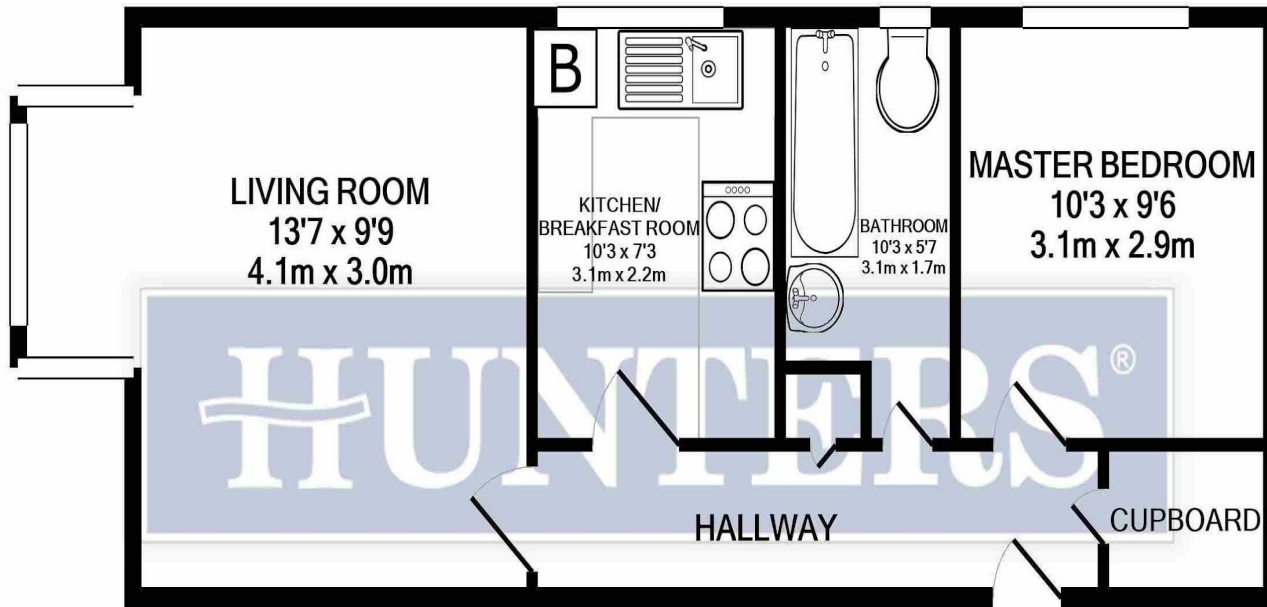 B
LIVING ROOM
13'7 x 9'9
4.1m x 3.0m
KITCHEN/
BREAKFAST ROOM
10'3 x 7'3
3.1m x 2.2m
BATHROOM
10'3 x 5'7
3.1m x 1.7m
MASTER BEDROOM
10'3 x 9'6
3.1m x 2.9m
HUNTERS®
HALLWAY
CUPBOARD